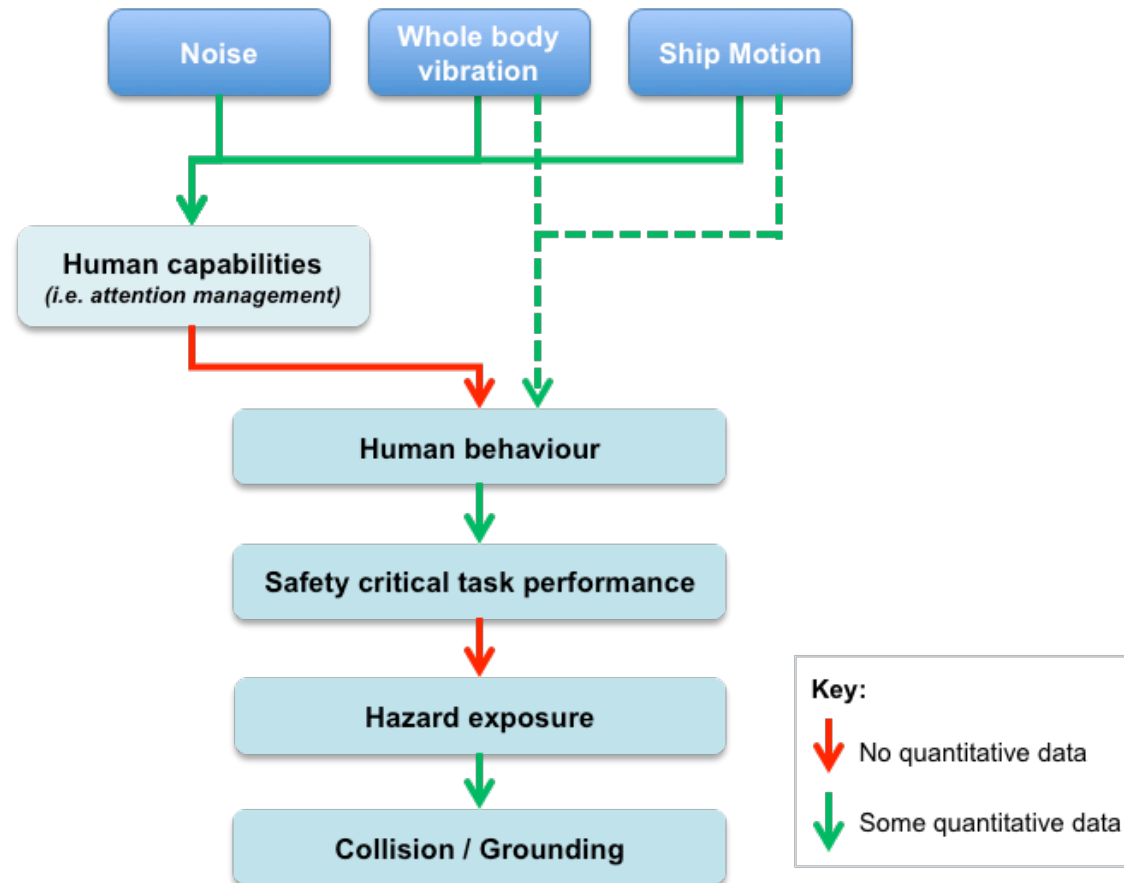 Noise
Whole body
vibration
Ship Motion
Human capabilities
(i.e. attention management)
Human behaviour
Safety critical task performance
Hazard exposure
Collision / Grounding
Key:
No quantitative data
Some quantitative data